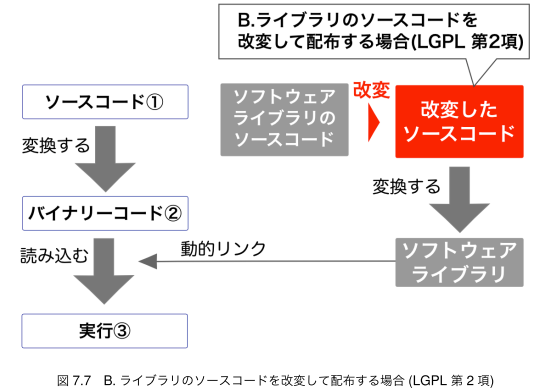 B.ライブラリのソースコードを
改変して配布する場合(LGPL 第2項)
ソースコード①
ソフトウェア
ライブラリの
ソースコード
改変
改変した
ソースコード
変換する
変換する
バイナリーコード②
読み込む
動的リンク
ソフトウェア
ライブラリ
実行③
図 7.7 B. ライブラリのソースコードを改変して配布する場合 (LGPL 第 2 項)